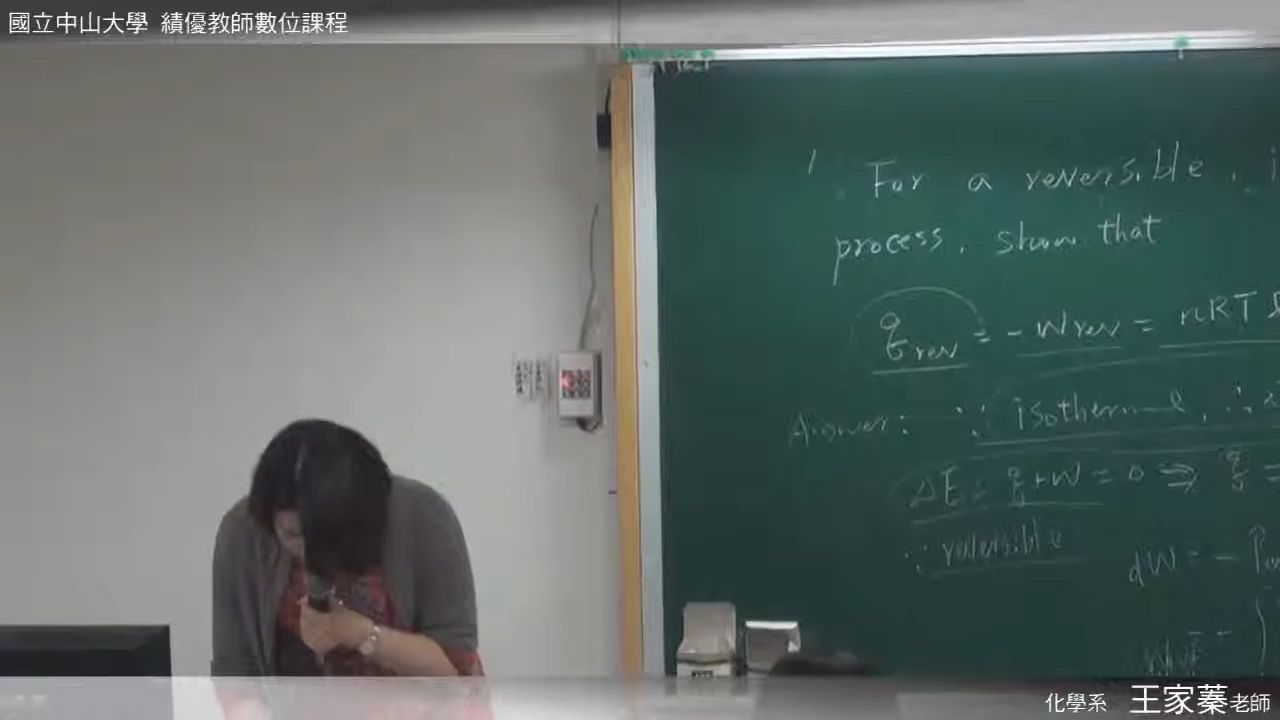 國立中山大學 績優教師數位課程
1. For a reversible, i
process, show that
q rev = - Wrev = nRT
Answer: ∵ isothermal, ∴
ΔE = q + W = 0 ⇒ q =
∵ reversible
dW = - P
化學系 王家蓁老師